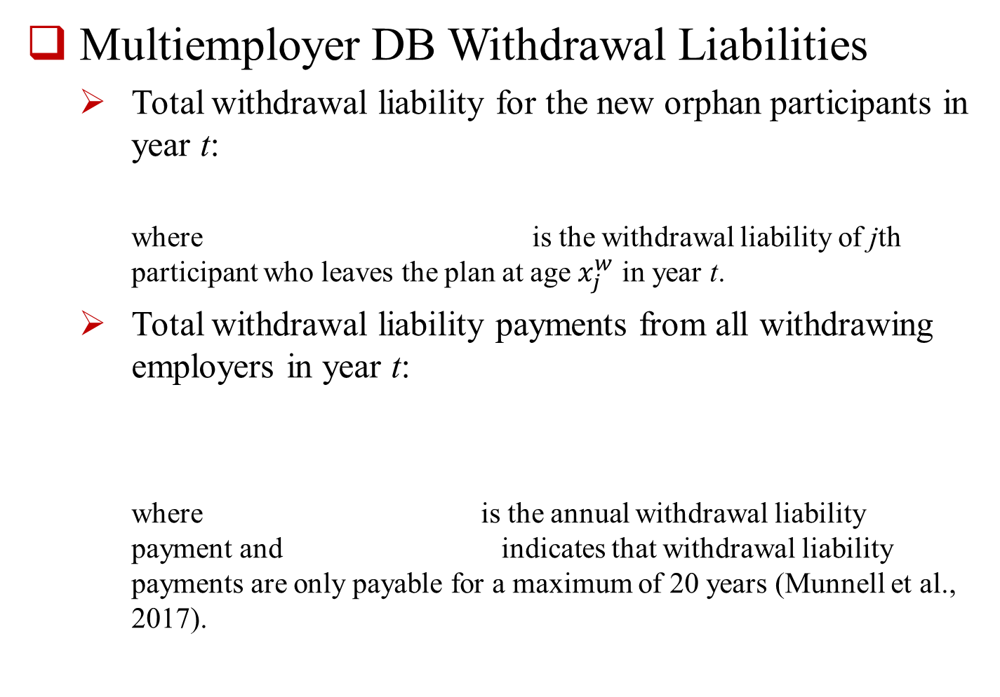 Multiemployer DB Withdrawal Liabilities
Total withdrawal liability for the new orphan participants in
year t:
where is the withdrawal liability of jth
participant who leaves the plan at age x_j^w in year t.
Total withdrawal liability payments from all withdrawing
employers in year t:
where is the annual withdrawal liability
payment and indicates that withdrawal liability
payments are only payable for a maximum of 20 years (Munnell et al.,
2017).